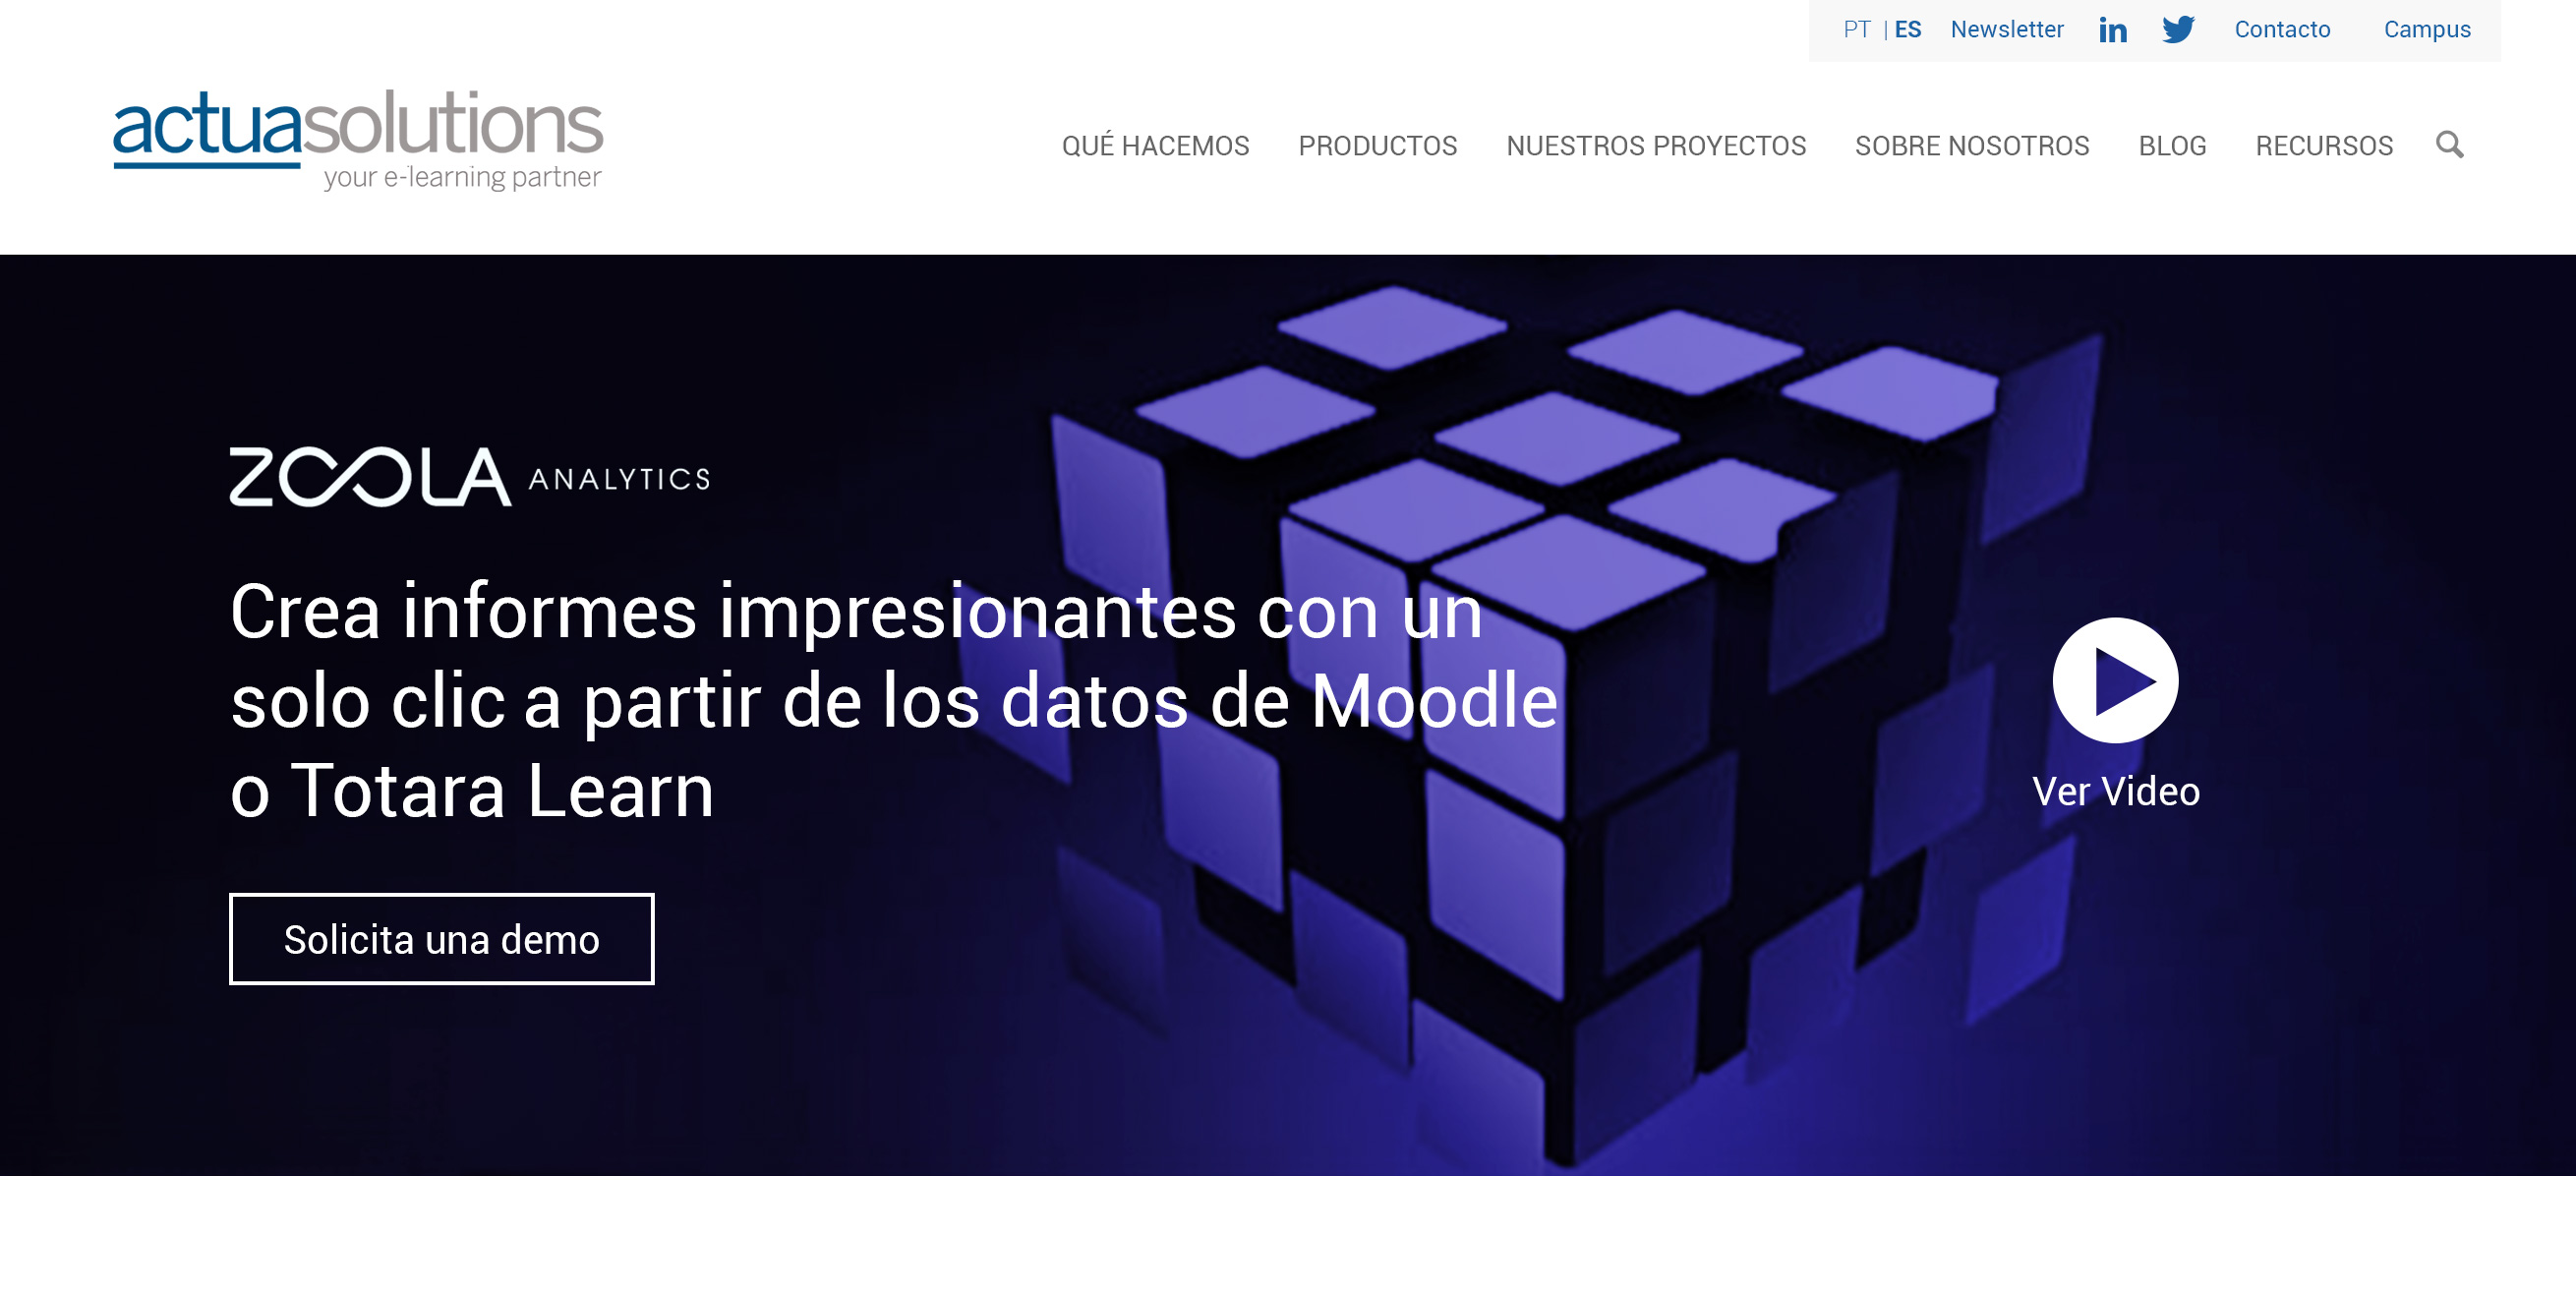 PT | ES Newsletter in Contacto Campus
actuasolutions
your e-learning partner
QUÉ HACEMOS PRODUCTOS NUESTROS PROYECTOS SOBRE NOSOTROS BLOG RECURSOS
ZOOLA ANALYTICS
Crea informes impresionantes con un
solo clic a partir de los datos de Moodle
o Totara Learn
Ver Video
Solicita una demo